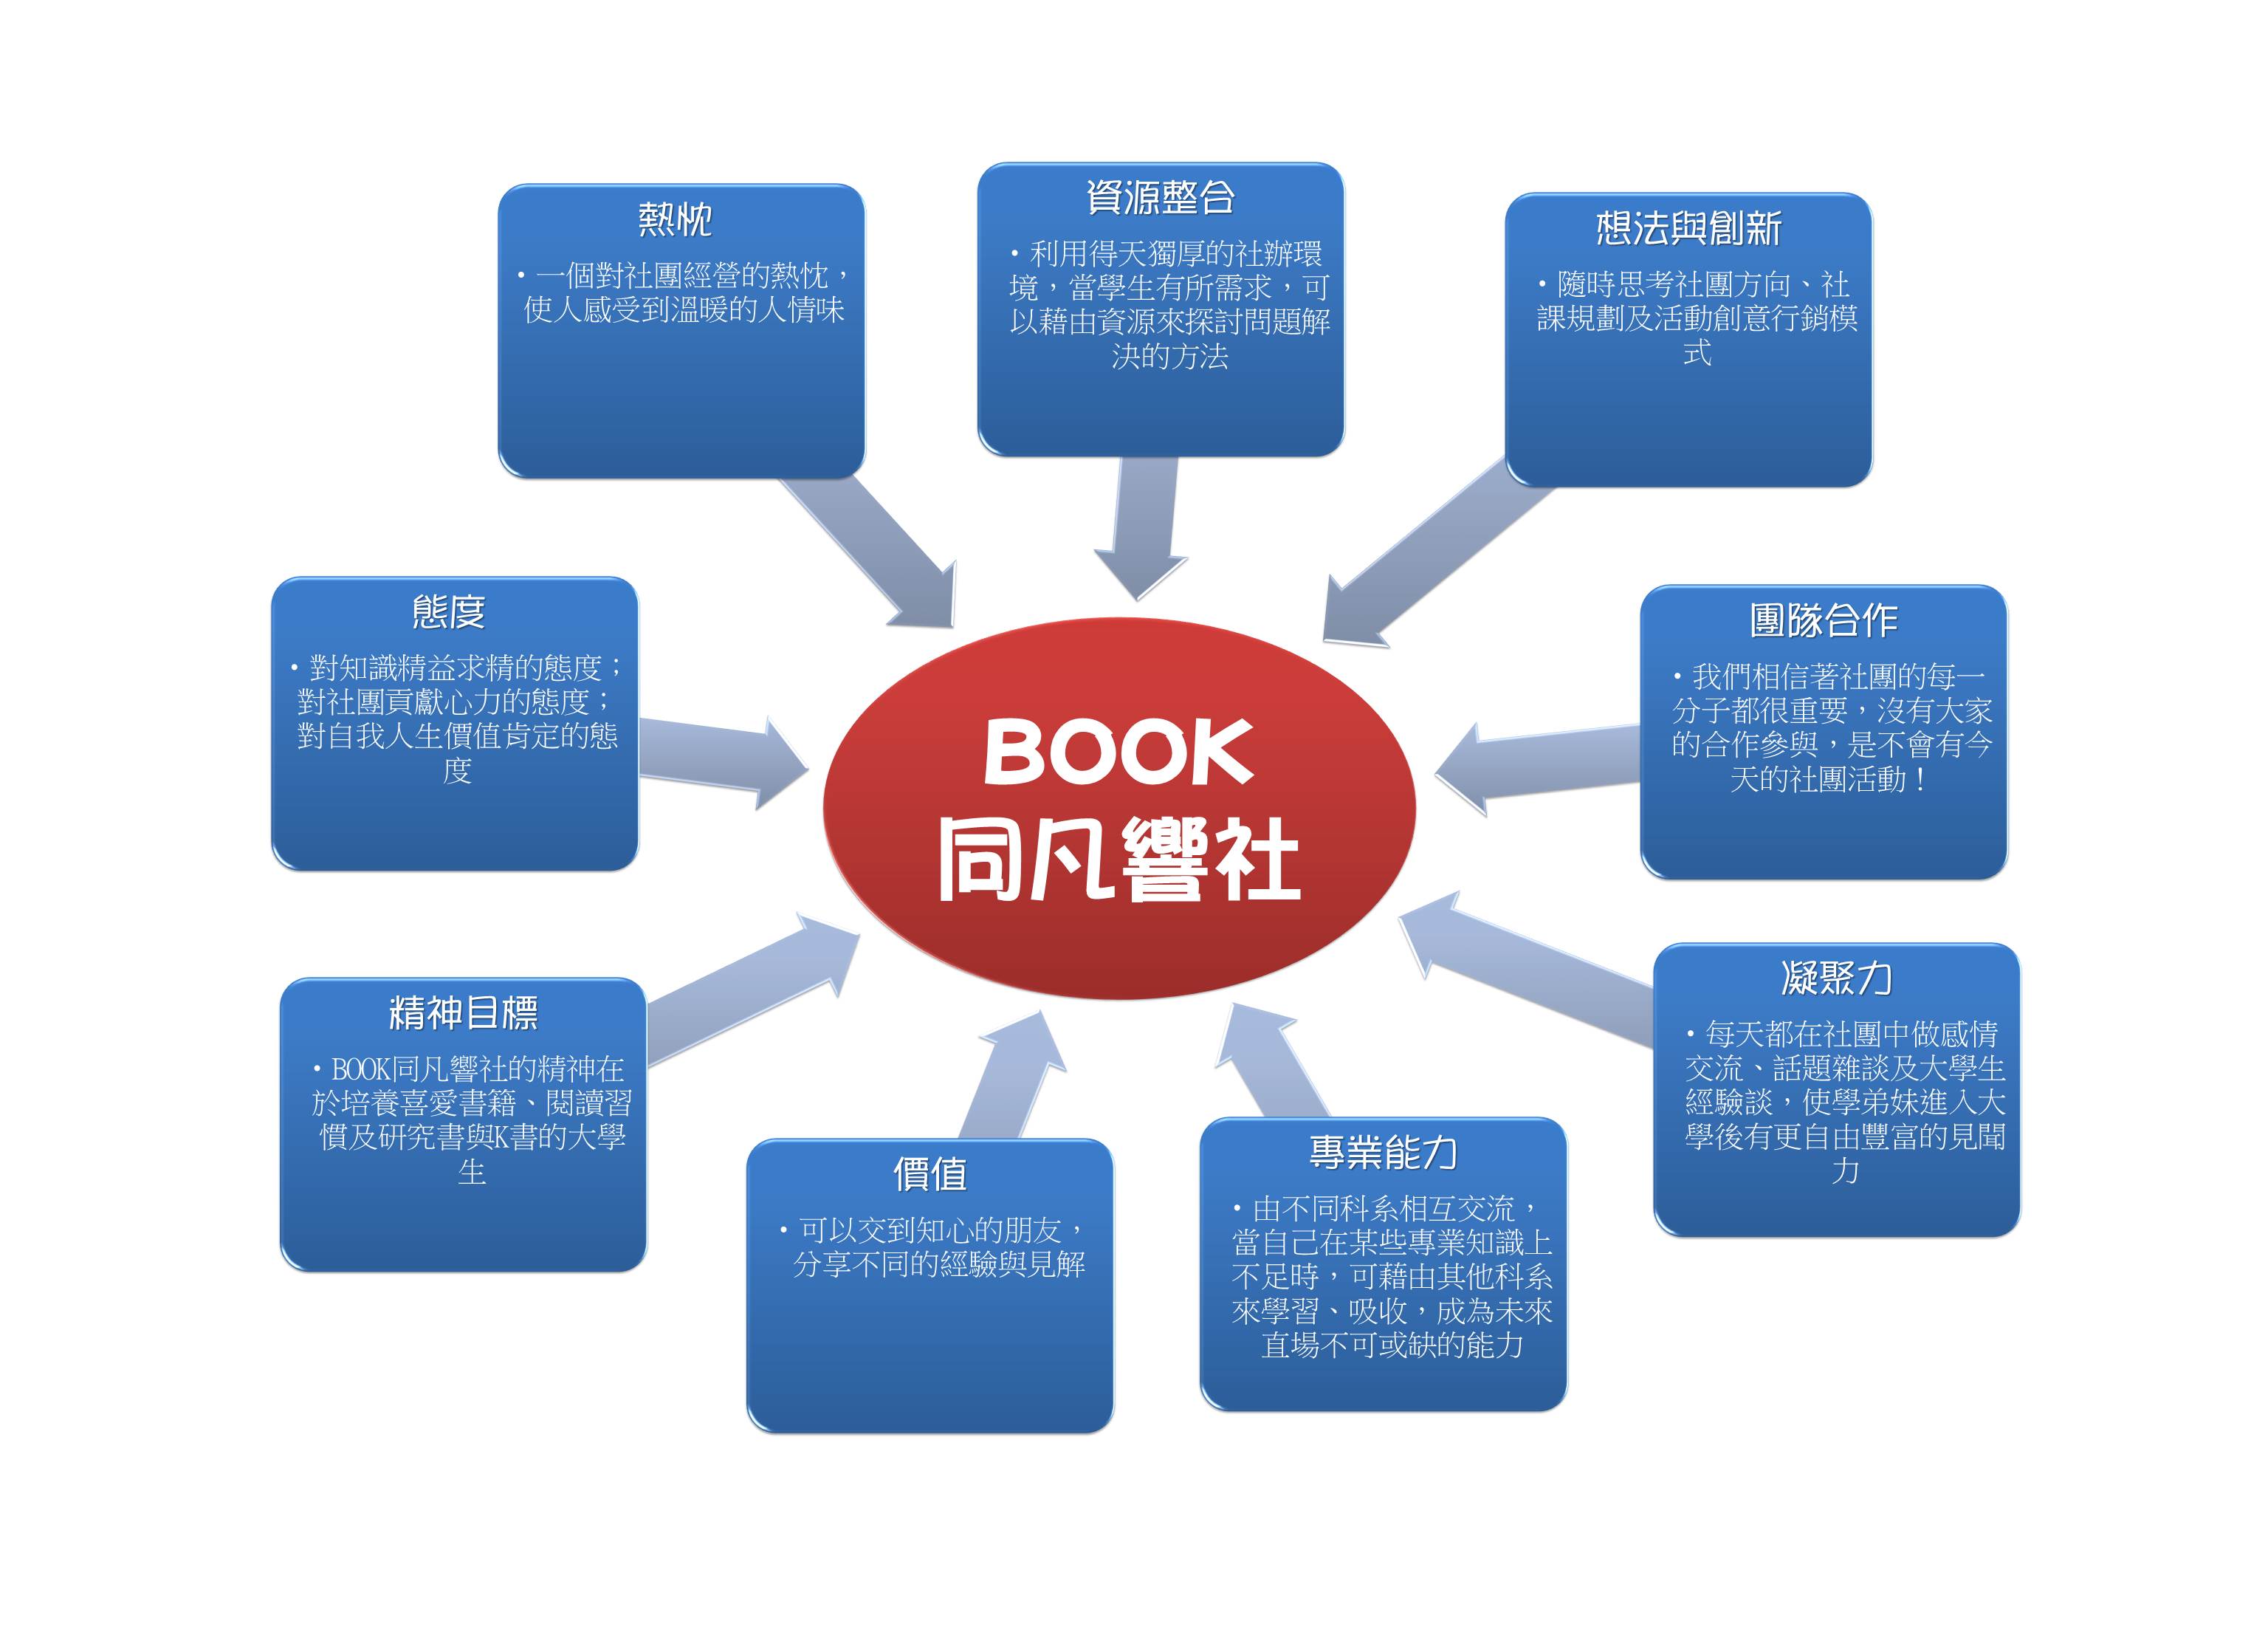 熱忱
•一個對社團經營的熱忱，
使人感受到溫暖的人情味
資源整合
•利用得天獨厚的社辦環
境，當學生有所需求，可
以藉由資源來探討問題解
決的方法
想法與創新
•隨時思考社團方向、社
課規劃及活動創意行銷模
式
態度
•對知識精益求精的態度；
對社團貢獻心力的態度；
對自我人生價值肯定的態
度
BOOK
同凡響社
團隊合作
•我們相信著社團的每一
分子都很重要，沒有大家
的合作參與，是不會有今
天的社團活動！
精神目標
•BOOK同凡響社的精神在
於培養喜愛書籍、閱讀習
慣及研究書與K書的大學
生
價值
•可以交到知心的朋友，
分享不同的經驗與見解
專業能力
•由不同科系相互交流，
當自己在某些專業知識上
不足時，可藉由其他科系
來學習、吸收，成為未來
直場不可或缺的能力
凝聚力
•每天都在社團中做感情
交流、話題雜談及大學生
經驗談，使學弟妹進入大
學後有更自由豐富的見聞
力